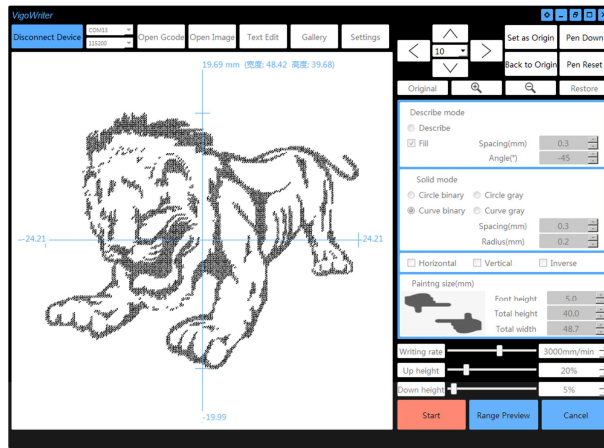 VigoWriter
Disconnect Device
COM13
115200
Open Gcode
Open Image
Text Edit
Gallery
Settings
10
Set as Origin
Pen Down
Back to Origin
Pen Reset
Original
Restore
19.69 mm (宽度: 48.42 高度: 39.68)
-24.21
24.21
-19.99
Describe mode
Describe
Fill
Spacing(mm)
0.3
Angle(°)
-45
Solid mode
Circle binary
Circle gray
Curve binary
Curve gray
Spacing(mm)
0.3
Radius(mm)
0.2
Horizontal
Vertical
Inverse
Paintng size(mm)
Font height
5.0
Total height
40.0
Total width
48.7
Writing rate
3000mm/min
Up height
20%
Down height
5%
Start
Range Preview
Cancel